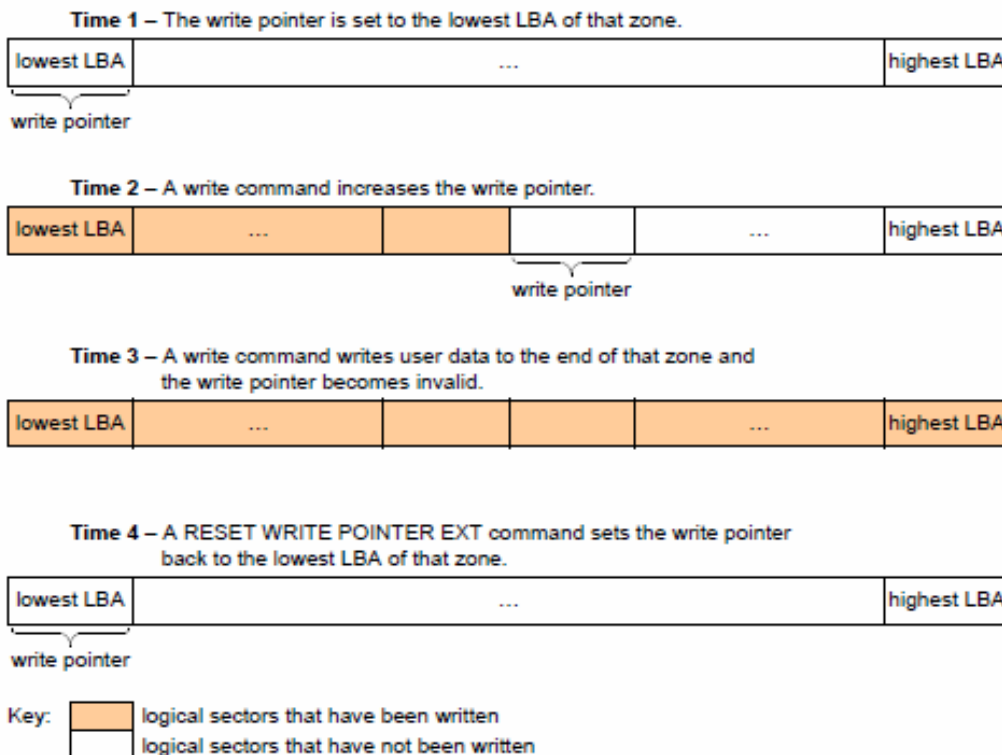 Time 1 – The write pointer is set to the lowest LBA of that zone.
lowest LBA ... highest LBA
write pointer
Time 2 – A write command increases the write pointer.
lowest LBA ... ... highest LBA
write pointer
Time 3 – A write command writes user data to the end of that zone and
the write pointer becomes invalid.
lowest LBA ... ... highest LBA
Time 4 – A RESET WRITE POINTER EXT command sets the write pointer
back to the lowest LBA of that zone.
lowest LBA ... highest LBA
write pointer
Key: logical sectors that have been written
logical sectors that have not been written